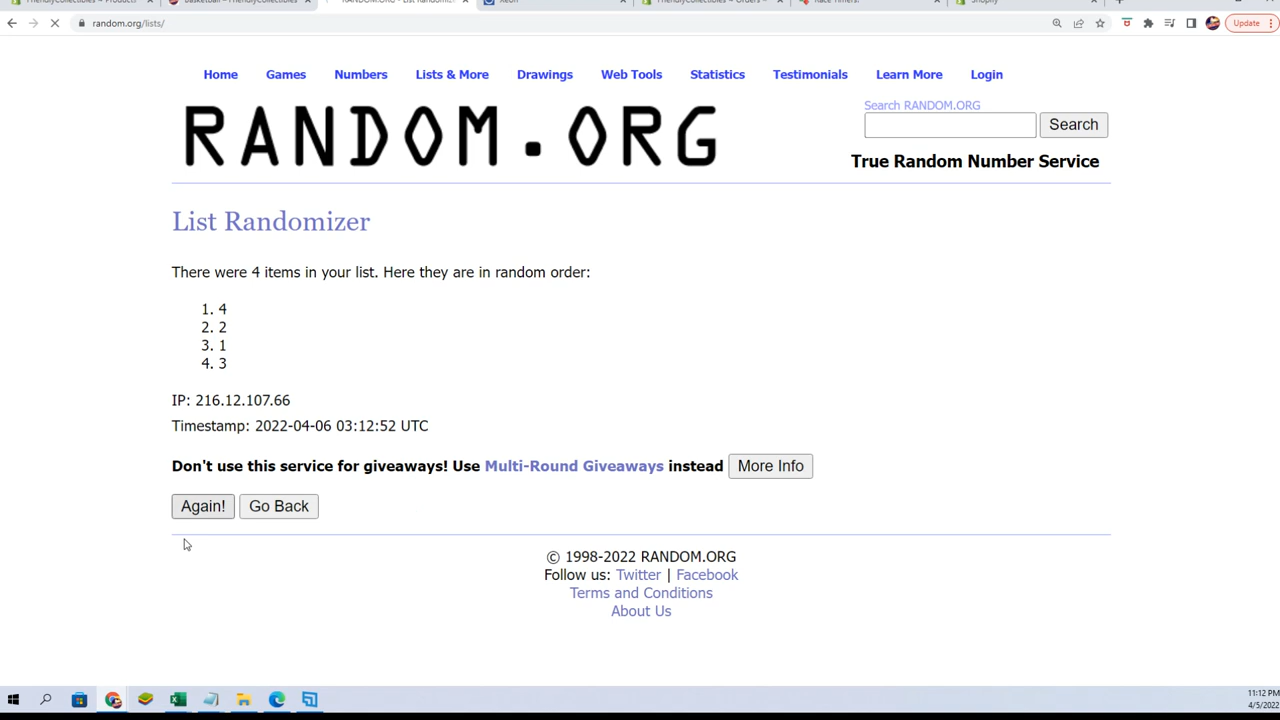 random.org/lists/
Update
Home Games Numbers Lists & More Drawings Web Tools Statistics Testimonials Learn More Login
RANDOM.ORG
Search RANDOM.ORG
Search
True Random Number Service
List Randomizer
There were 4 items in your list. Here they are in random order:
1. 4
2. 2
3. 1
4. 3
IP: 216.12.107.66
Timestamp: 2022-04-06 03:12:52 UTC
Don't use this service for giveaways! Use Multi-Round Giveaways instead More Info
Again! Go Back
© 1998-2022 RANDOM.ORG
Follow us: Twitter | Facebook
Terms and Conditions
About Us
11:12 PM
4/5/2022